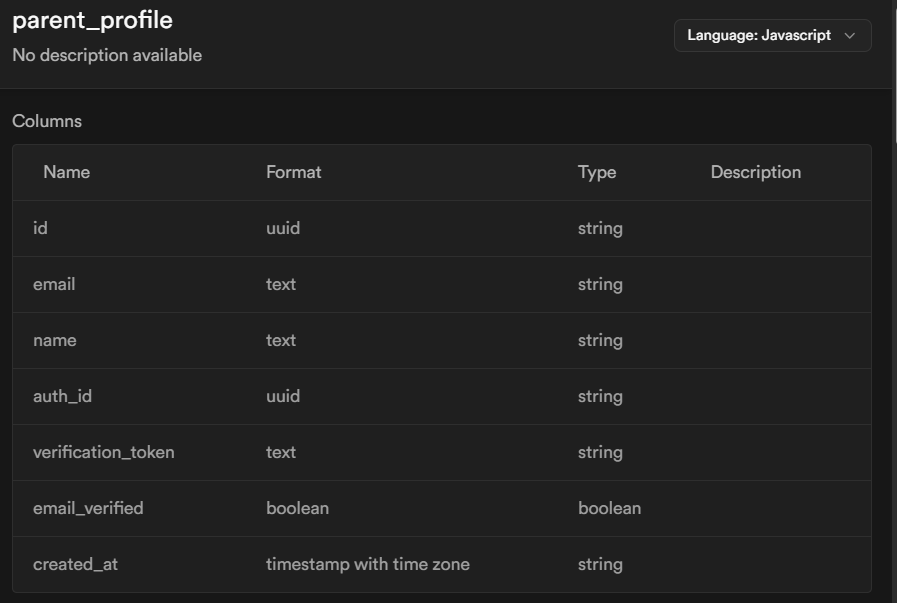 parent_profile
No description available
Language: Javascript
Columns
Name Format Type Description
id uuid string
email text string
name text string
auth_id uuid string
verification_token text string
email_verified boolean boolean
created_at timestamp with time zone string